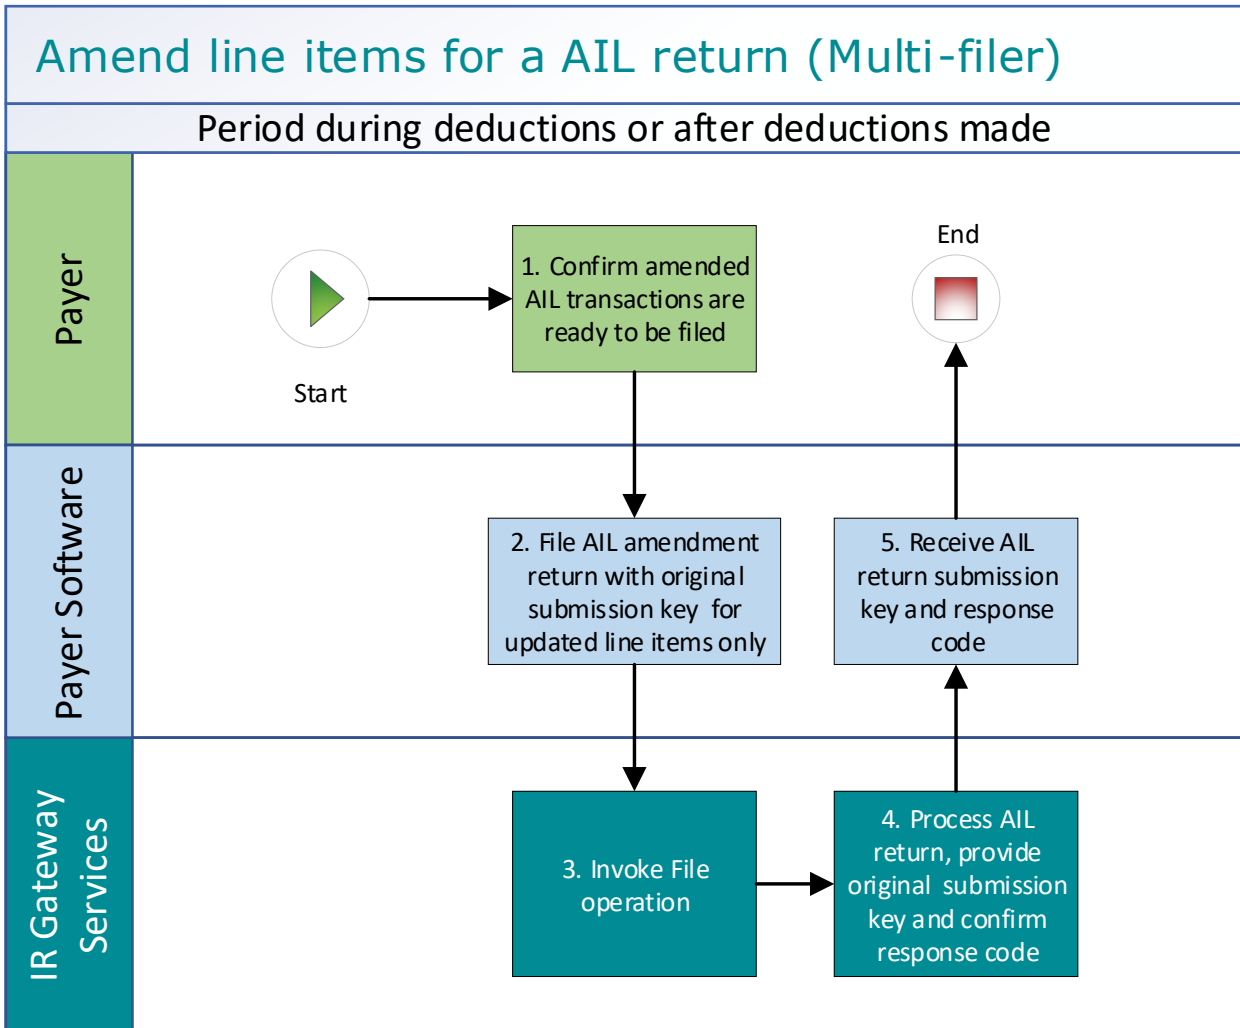 Amend line items for a AIL return (Multi-filer)
Period during deductions or after deductions made
Payer
Start
1. Confirm amended
AIL transactions are
ready to be filed
End
Payer Software
2. File AIL amendment
return with original
submission key for
updated line items only
5. Receive AIL
return submission
key and response
code
IR Gateway
Services
3. Invoke File
operation
4. Process AIL
return, provide
original submission
key and confirm
response code